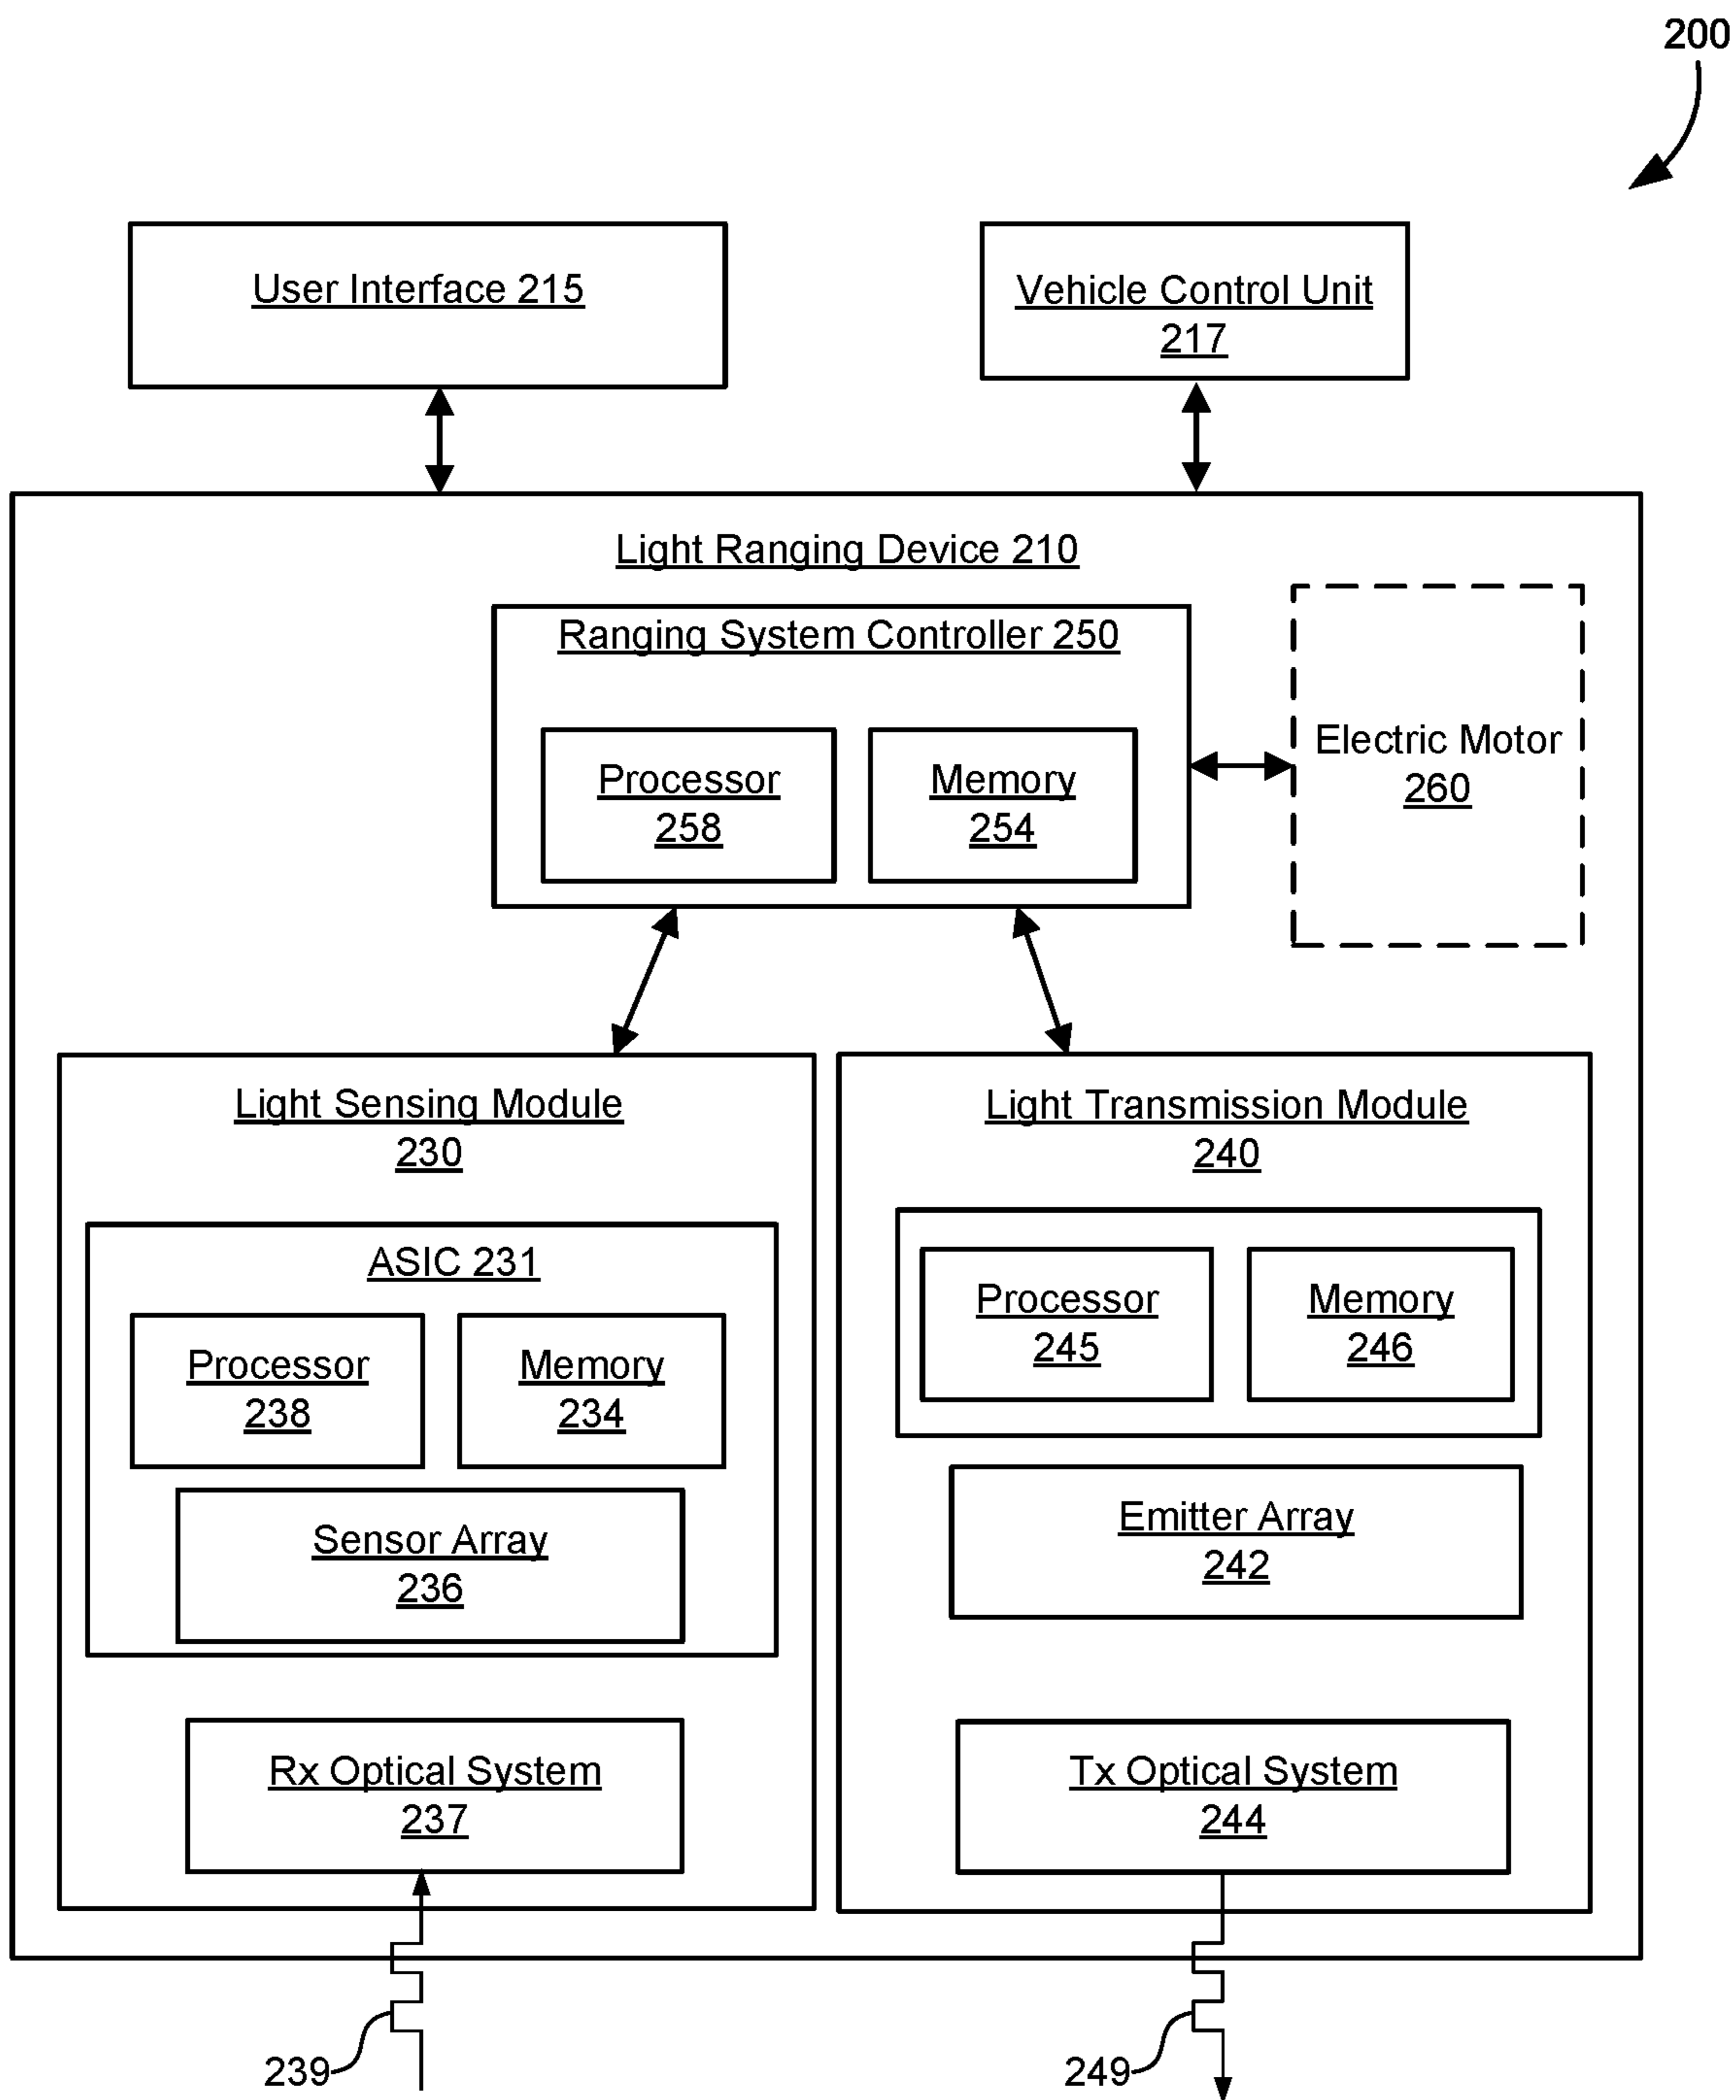 200
User Interface 215
Vehicle Control Unit
217
Light Ranging Device 210
Ranging System Controller 250
Processor
258
Memory
254
Electric Motor
260
Light Sensing Module
230
ASIC 231
Processor
238
Memory
234
Sensor Array
236
Rx Optical System
237
239
Light Transmission Module
240
Processor
245
Memory
246
Emitter Array
242
Tx Optical System
244
249